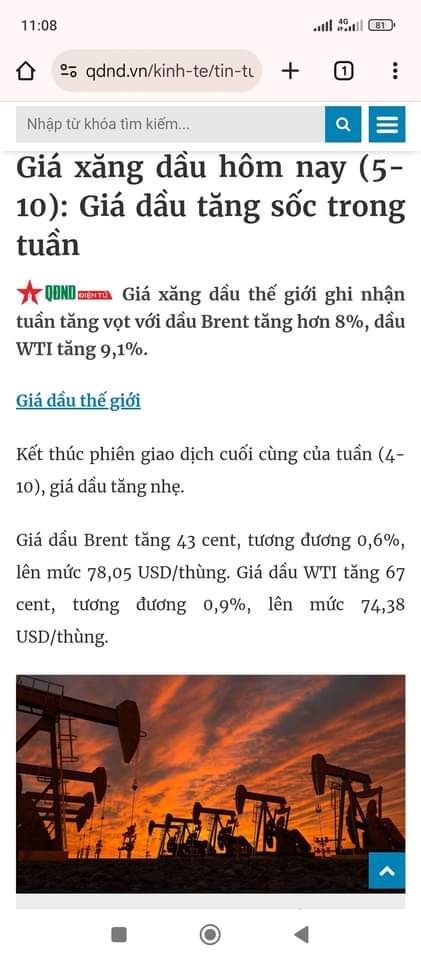 11:08
4G
81
qdnd.vn/kinh-te/tin-tu
1
Nhập từ khóa tìm kiếm...
Giá xăng dầu hôm nay (5-
10): Giá dầu tăng sốc trong
tuần
QDND ĐIỆN TỬ Giá xăng dầu thế giới ghi nhận
tuần tăng vọt với dầu Brent tăng hơn 8%, dầu
WTI tăng 9,1%.
Giá dầu thế giới
Kết thúc phiên giao dịch cuối cùng của tuần (4-
10), giá dầu tăng nhẹ.
Giá dầu Brent tăng 43 cent, tương đương 0,6%,
lên mức 78,05 USD/thùng. Giá dầu WTI tăng 67
cent, tương đương 0,9%, lên mức 74,38
USD/thùng.